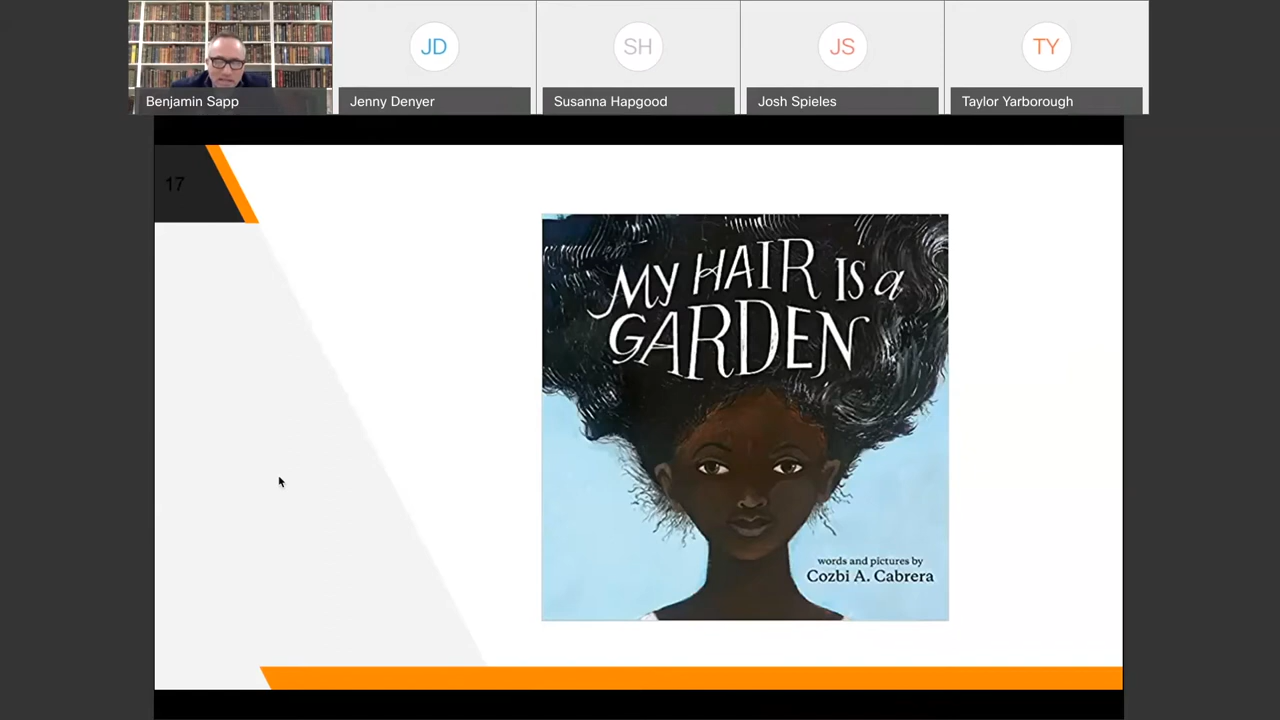 Benjamin Sapp
JD
Jenny Denyer
SH
Susanna Hapgood
JS
Josh Spieles
TY
Taylor Yarborough
17
MY HAIR IS a
GARDEN
words and pictures by
Cozbi A. Cabrera